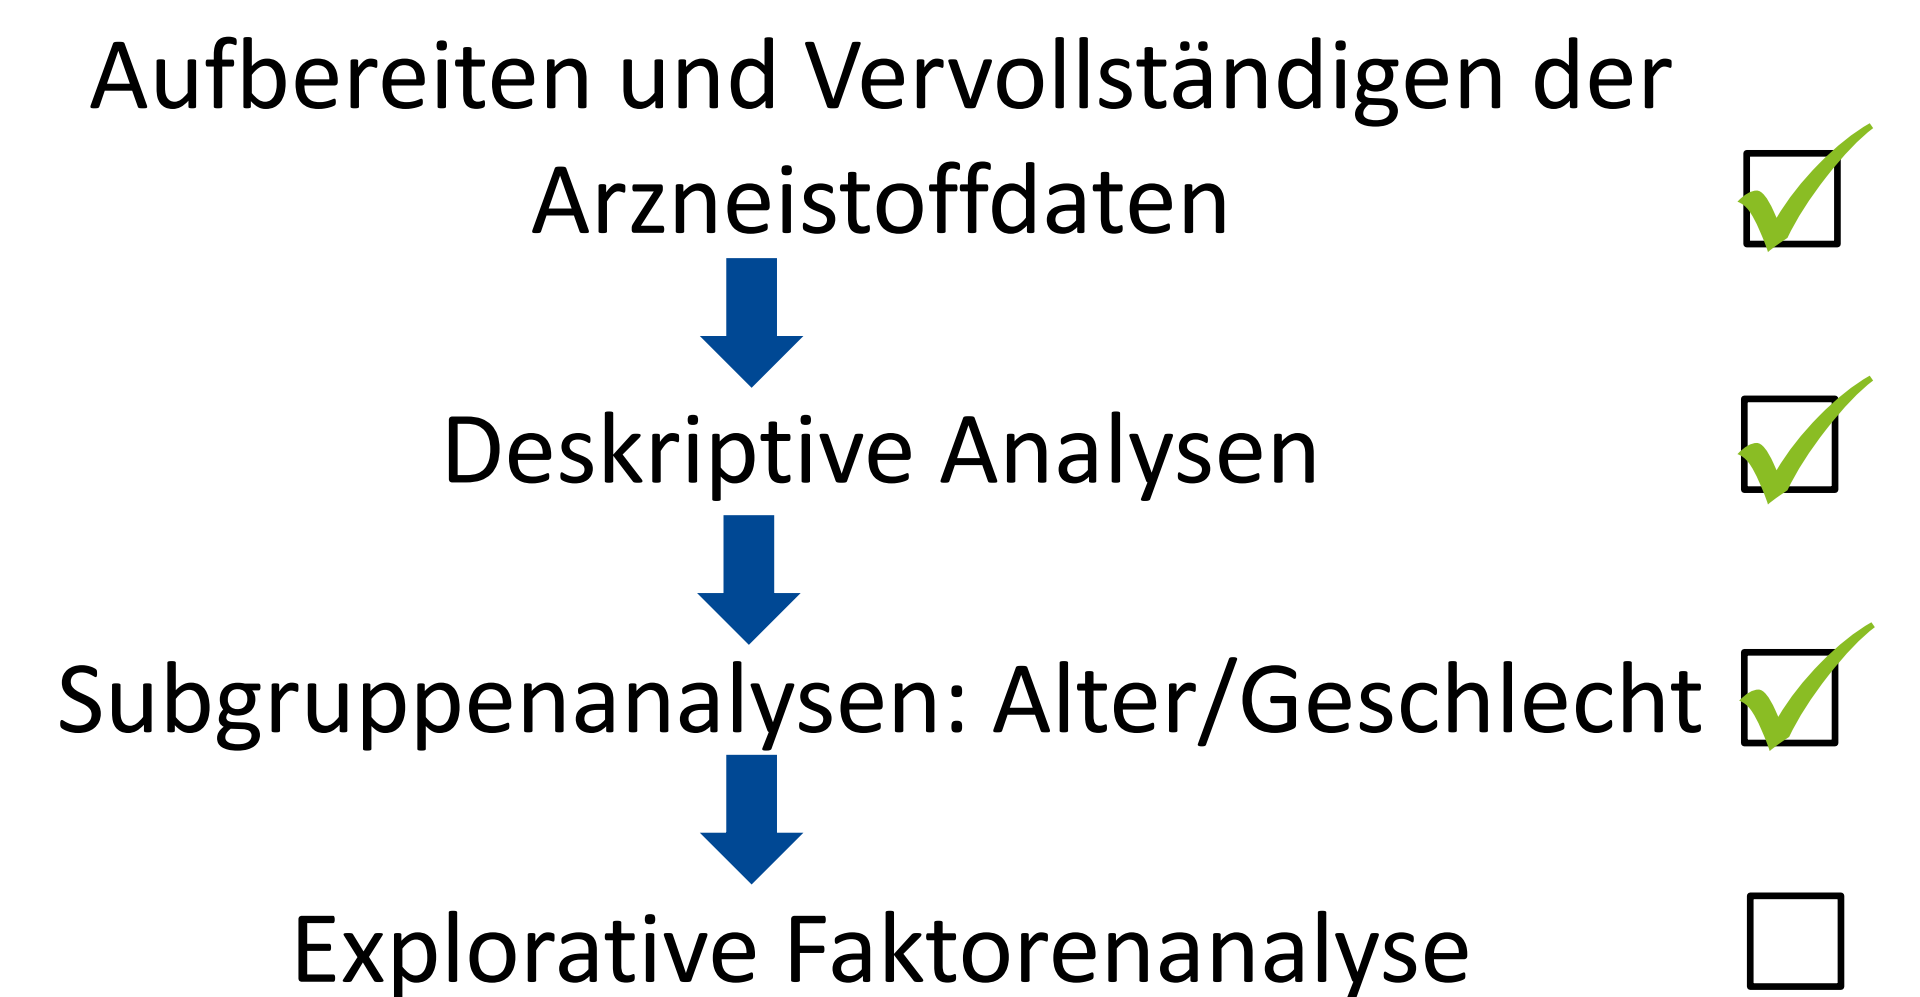 Aufbereiten und Vervollständigen der
Arzneistoffdaten
Deskriptive Analysen
Subgruppenanalysen: Alter/Geschlecht
Explorative Faktorenanalyse